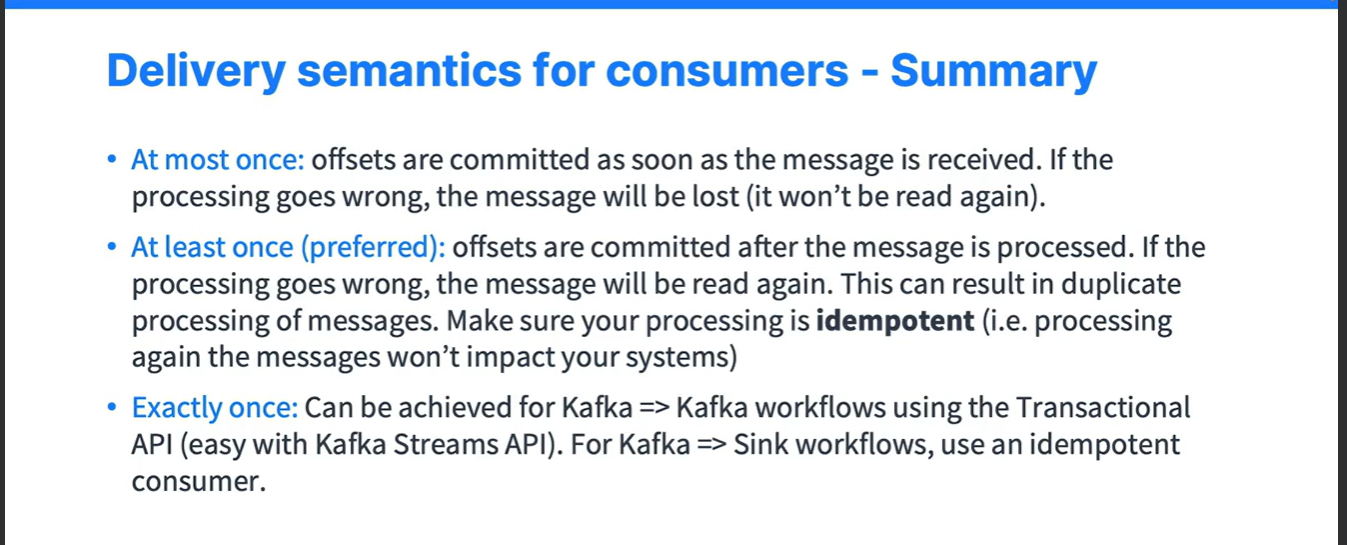 Delivery semantics for consumers - Summary
• At most once: offsets are committed as soon as the message is received. If the
processing goes wrong, the message will be lost (it won’t be read again).
• At least once (preferred): offsets are committed after the message is processed. If the
processing goes wrong, the message will be read again. This can result in duplicate
processing of messages. Make sure your processing is idempotent (i.e. processing
again the messages won’t impact your systems)
• Exactly once: Can be achieved for Kafka => Kafka workflows using the Transactional
API (easy with Kafka Streams API). For Kafka => Sink workflows, use an idempotent
consumer.